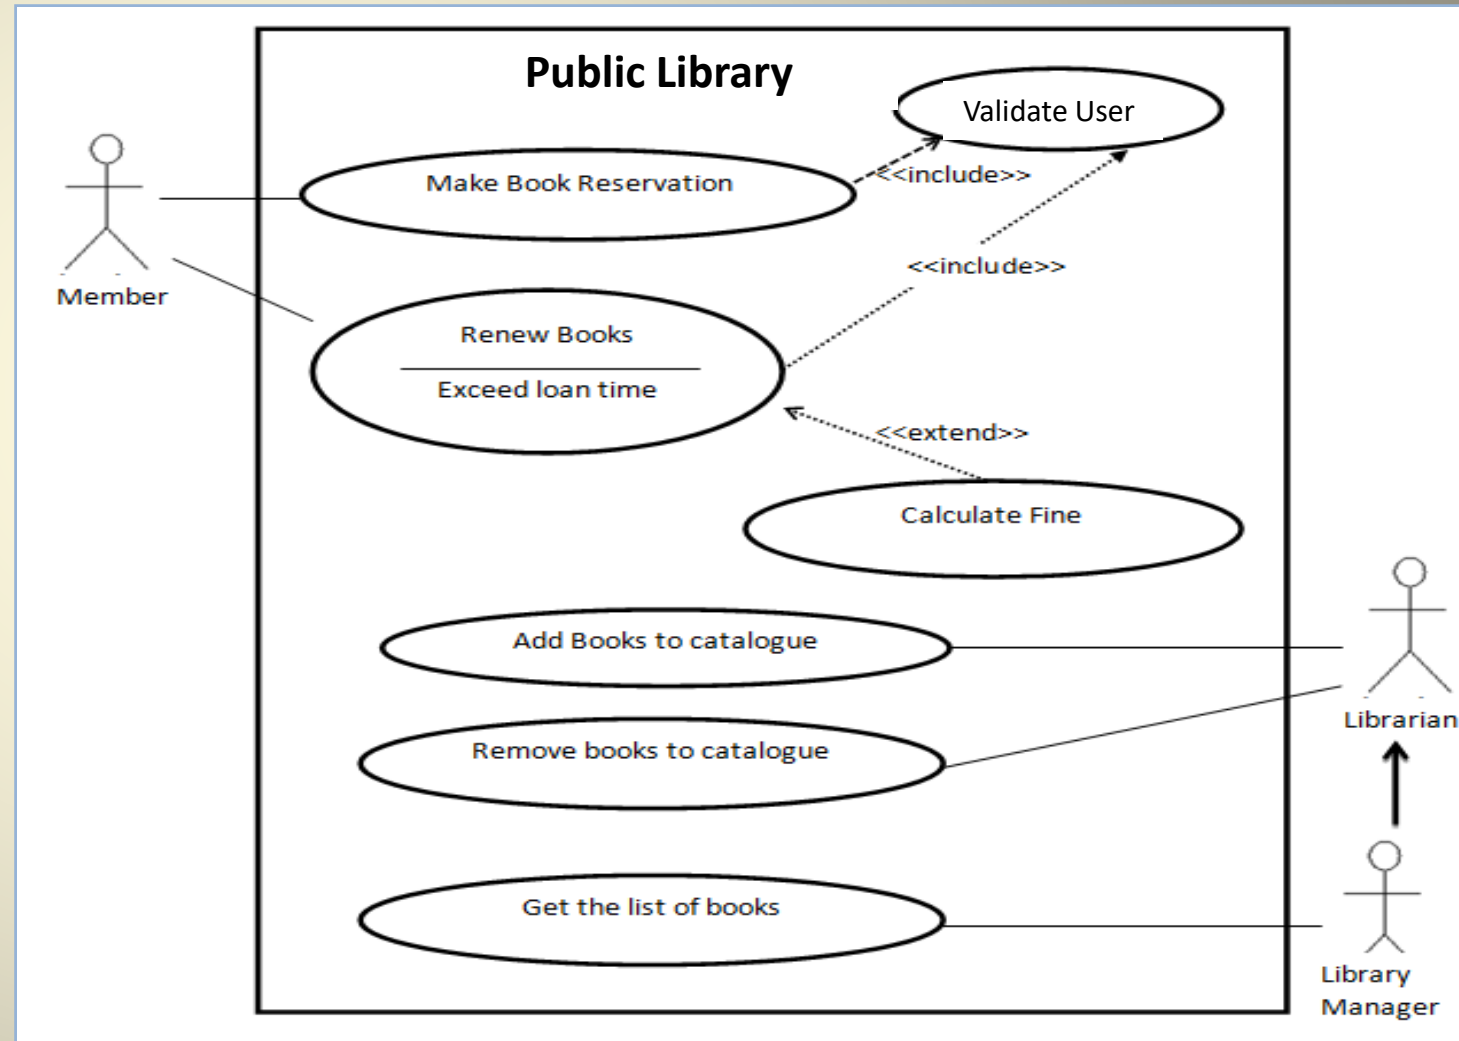 Public Library
Validate User
Make Book Reservation
<<include>>
<<include>>
Member
Renew Books
Exceed loan time
<<extend>>
Calculate Fine
Add Books to catalogue
Librarian
Remove books to catalogue
Get the list of books
Library
Manager